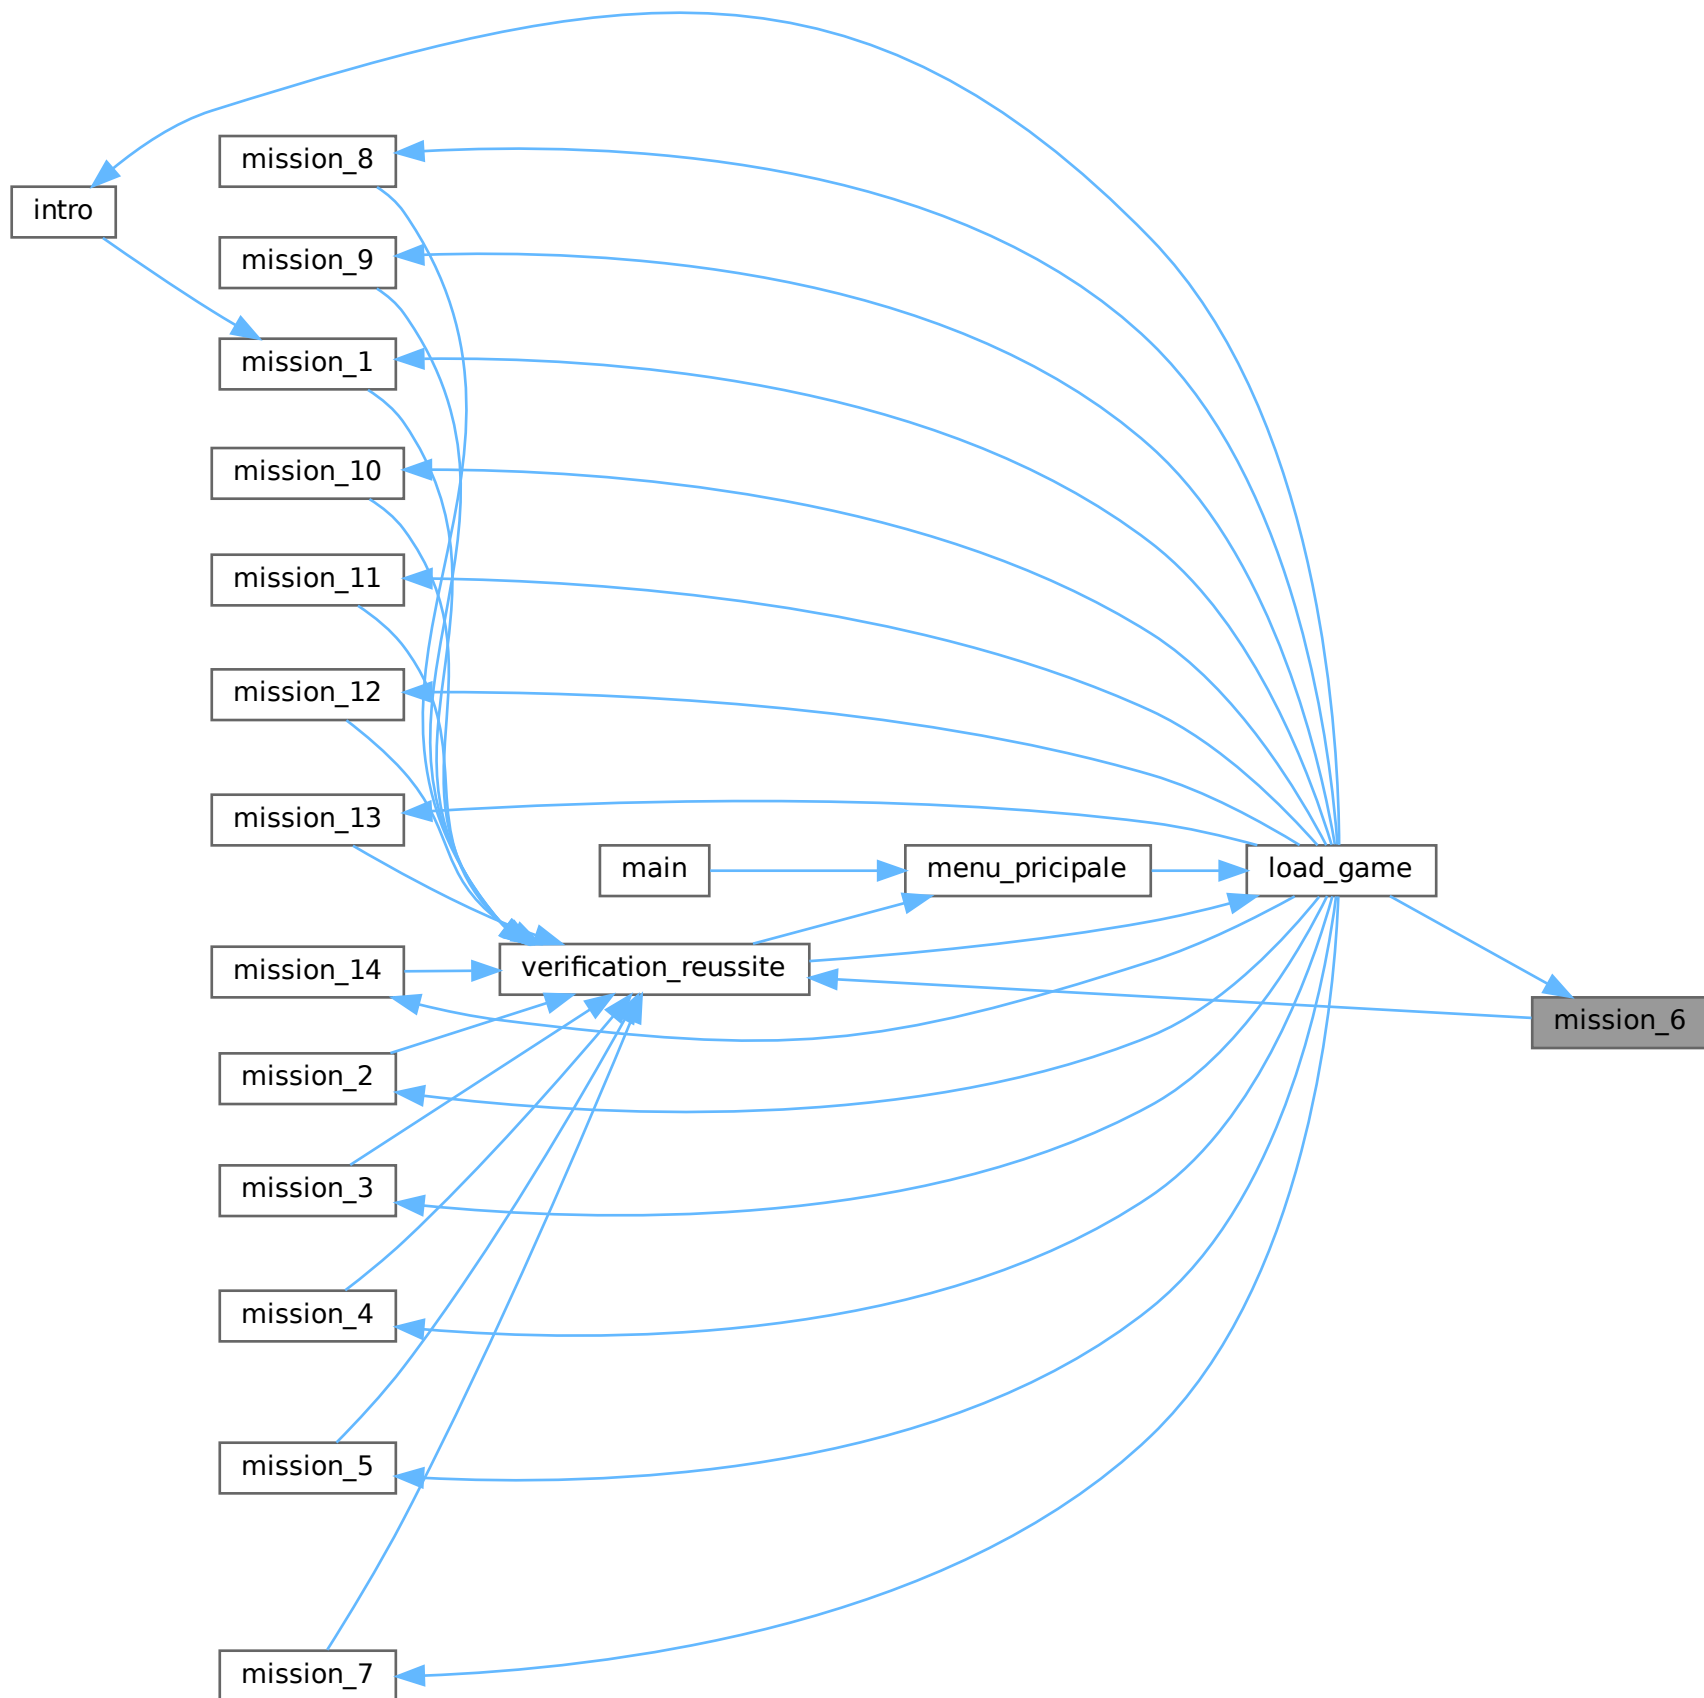 mission_8
intro
mission_9
mission_1
mission_10
mission_11
mission_12
mission_13
main
menu_pricipale
load_game
mission_14
verification_reussite
mission_6
mission_2
mission_3
mission_4
mission_5
mission_7